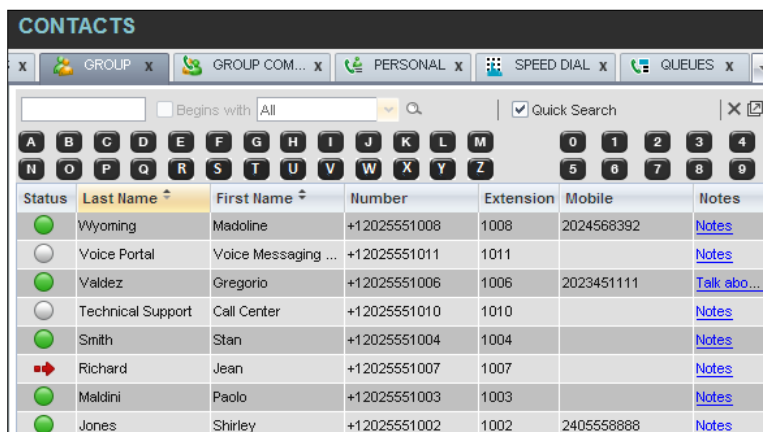 CONTACTS
x GROUP x GROUP COM... x PERSONAL x SPEED DIAL x QUEUES x
Begins with All Quick Search
A B C D E F G H I J K L M 0 1 2 3 4
N O P Q R S T U V W X Y Z 5 6 7 8 9
Status Last Name First Name Number Extension Mobile Notes
Wyoming Madoline +12025551008 1008 2024568392 Notes
Voice Portal Voice Messaging ... +12025551011 1011 Notes
Valdez Gregorio +12025551006 1006 2023451111 Talk abo...
Technical Support Call Center +12025551010 1010 Notes
Smith Stan +12025551004 1004 Notes
Richard Jean +12025551007 1007 Notes
Maldini Paolo +12025551003 1003 Notes
Jones Shirley +12025551002 1002 2405558888 Notes